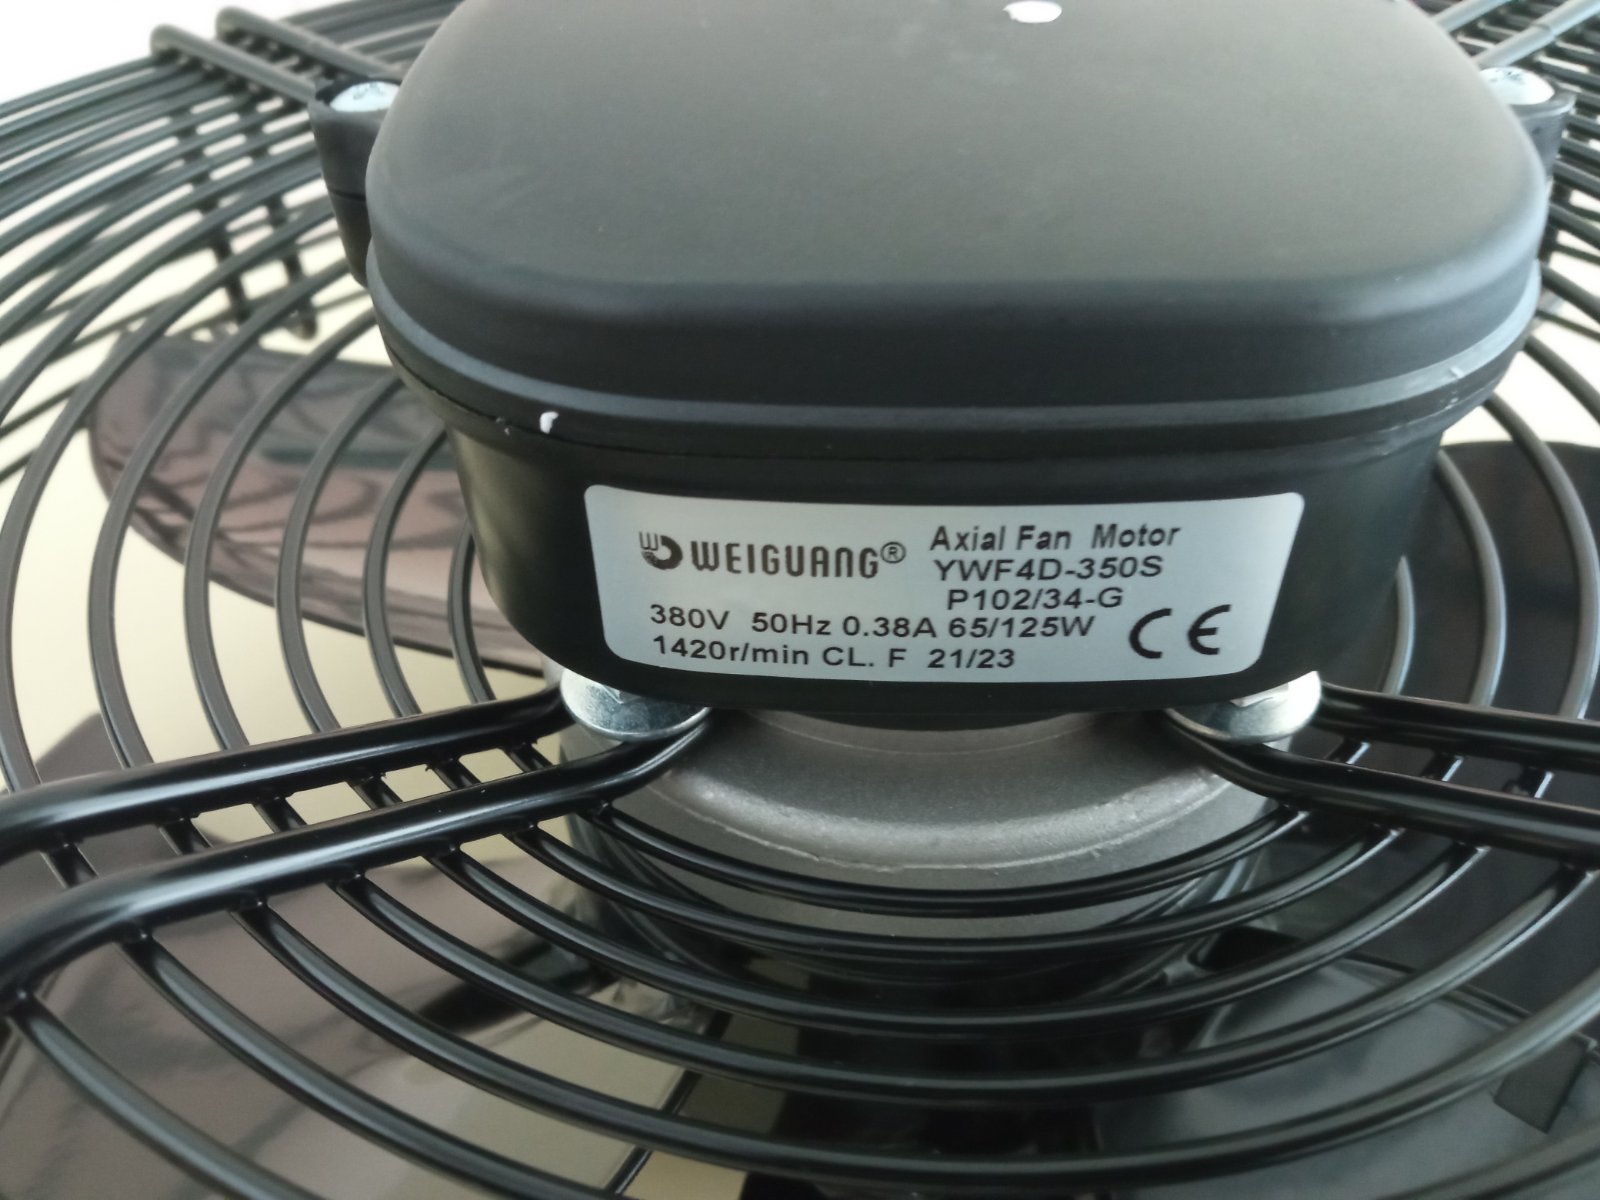 WEIGUANG® Axial Fan Motor
YWF4D-350S
P102/34-G
380V 50Hz 0.38A 65/125W CE
1420r/min CL. F 21/23